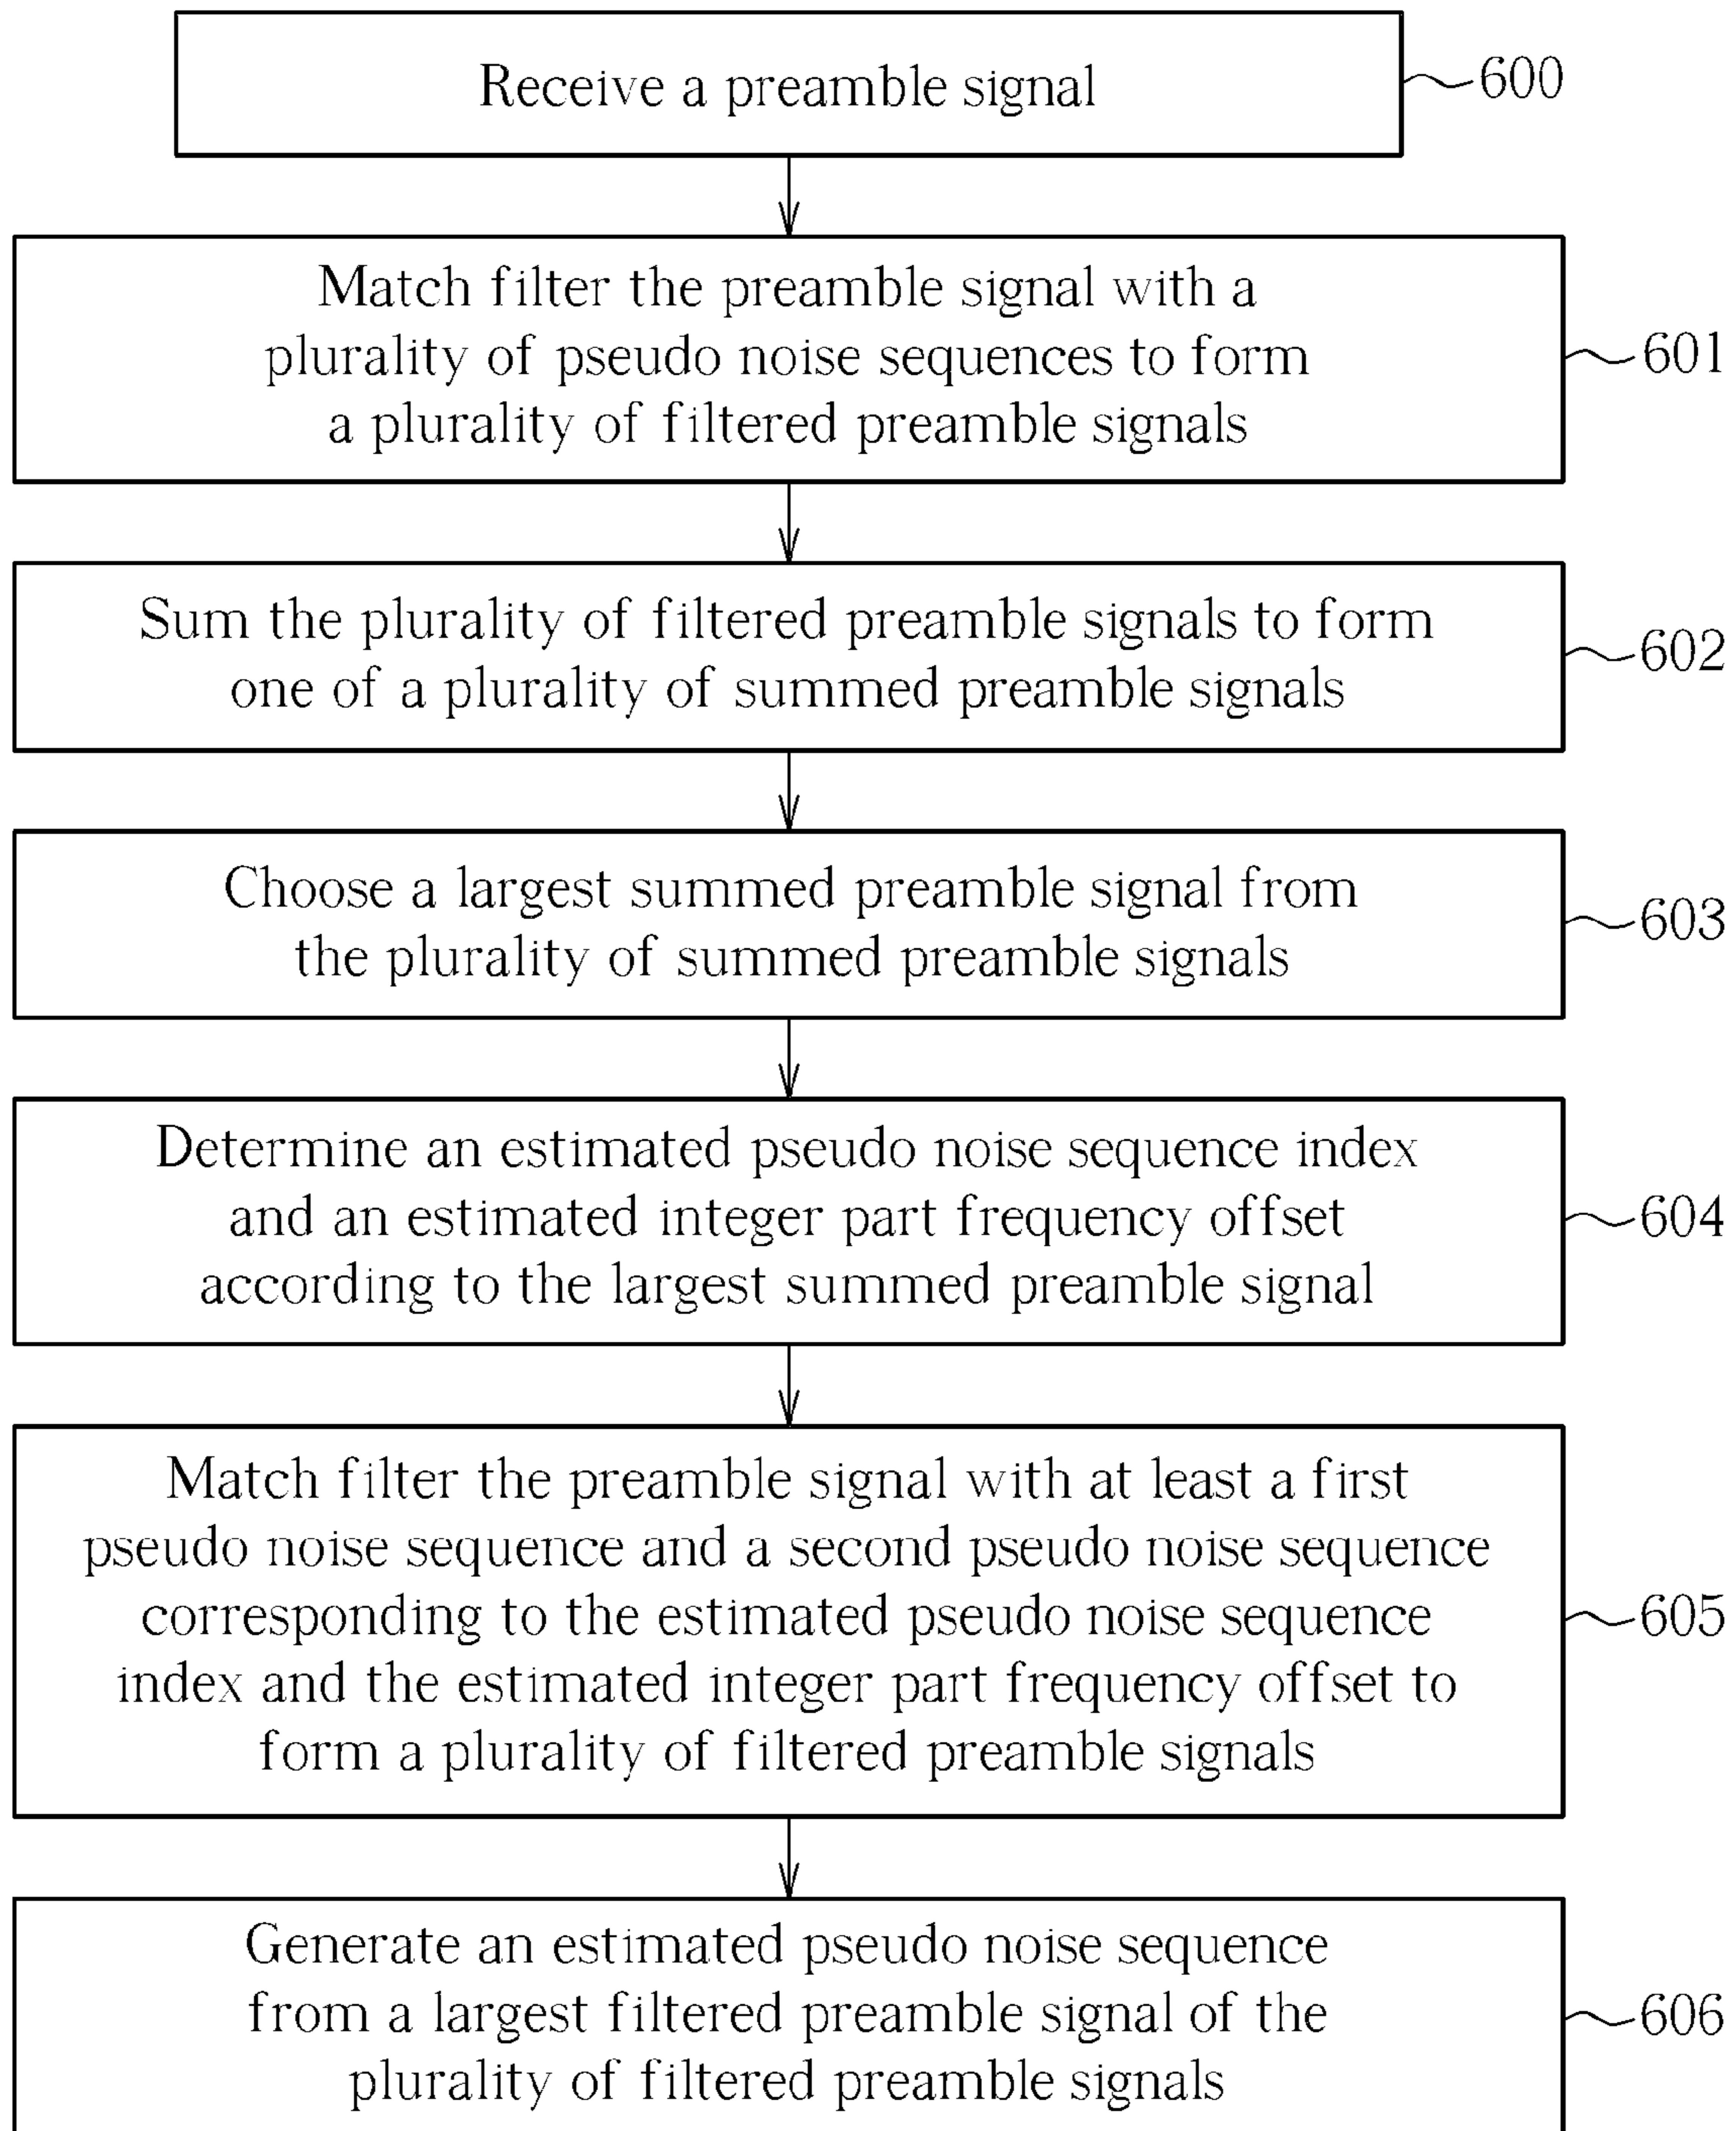 Receive a preamble signal
600
Match filter the preamble signal with a
plurality of pseudo noise sequences to form
a plurality of filtered preamble signals
601
Sum the plurality of filtered preamble signals to form
one of a plurality of summed preamble signals
602
Choose a largest summed preamble signal from
the plurality of summed preamble signals
603
Determine an estimated pseudo noise sequence index
and an estimated integer part frequency offset
according to the largest summed preamble signal
604
Match filter the preamble signal with at least a first
pseudo noise sequence and a second pseudo noise sequence
corresponding to the estimated pseudo noise sequence
index and the estimated integer part frequency offset to
form a plurality of filtered preamble signals
605
Generate an estimated pseudo noise sequence
from a largest filtered preamble signal of the
plurality of filtered preamble signals
606